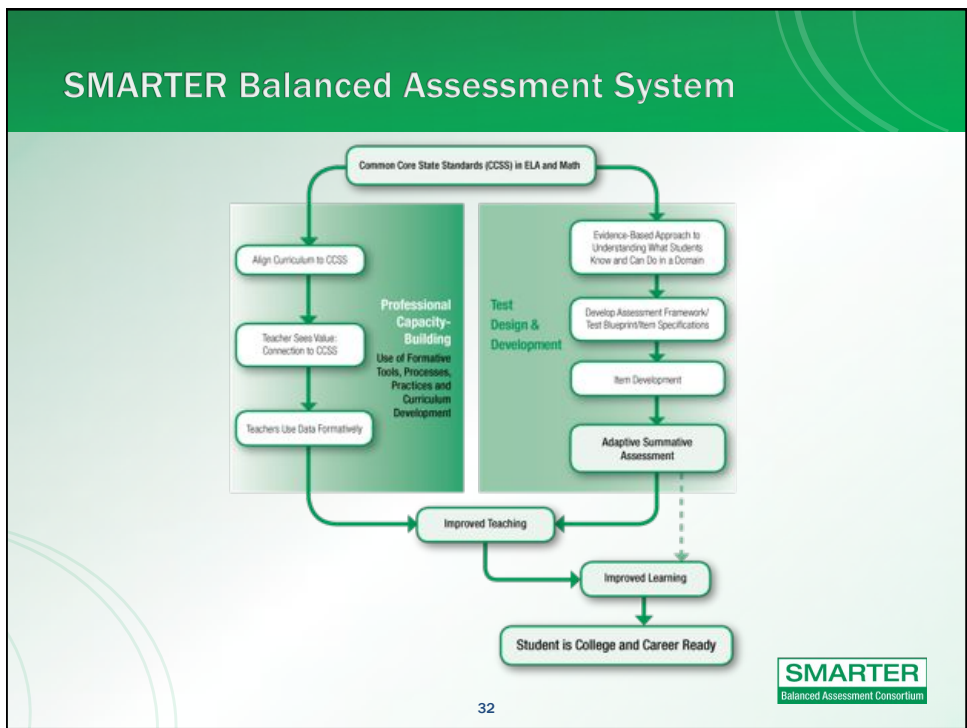 SMARTER Balanced Assessment System
Common Core State Standards (CCSS) in ELA and Math
Align Curriculum to CCSS
Teacher Sees Value:
Connection to CCSS
Teachers Use Data Formatively
Professional
Capacity-
Building
Use of Formative
Tools, Processes,
Practices and
Curriculum
Development
Test
Design &
Development
Evidence-Based Approach to
Understanding What Students
Know and Can Do in a Domain
Develop Assessment Framework/
Test Blueprint/Item Specifications
Item Development
Adaptive Summative
Assessment
Improved Teaching
Improved Learning
Student is College and Career Ready
SMARTER
Balanced Assessment Consortium
32